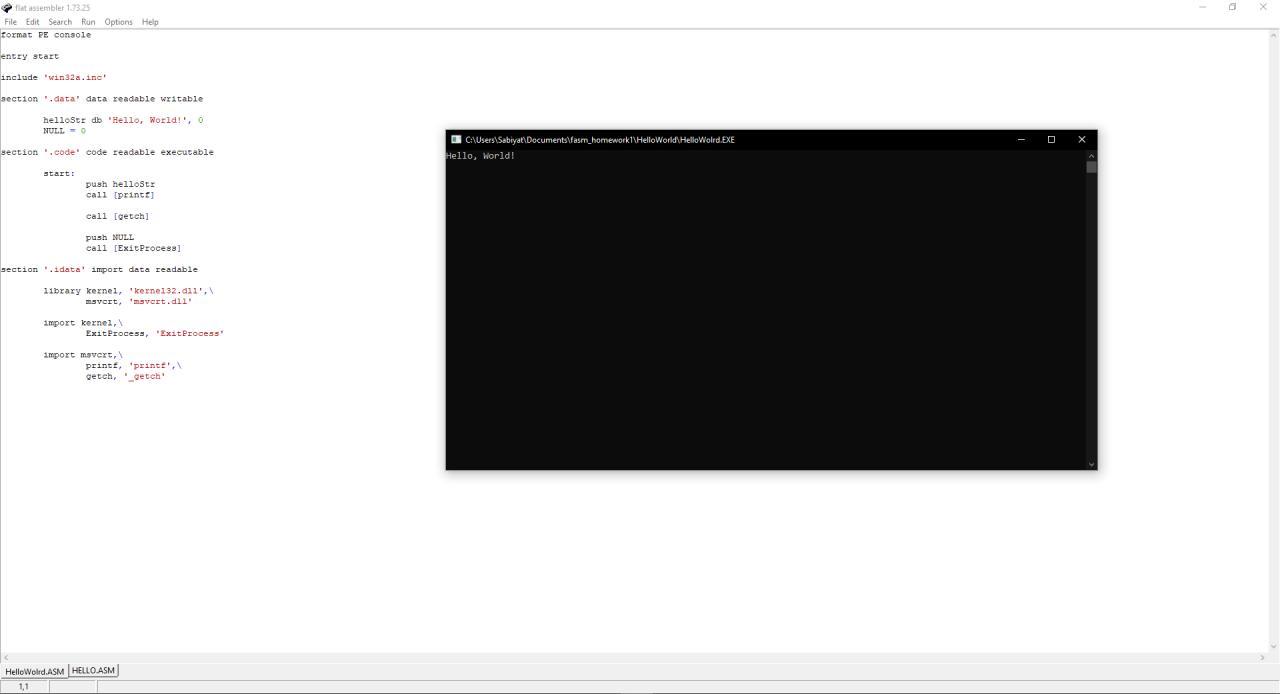 flat assembler 1.73.25
File Edit Search Run Options Help
format PE console
entry start
include 'win32a.inc'
section '.data' data readable writable
helloStr db 'Hello, World!', 0
NULL = 0
section '.code' code readable executable
start:
push helloStr
call [printf]
call [getch]
push NULL
call [ExitProcess]
section '.idata' import data readable
library kernel, 'kernel32.dll',\
msvcrt, 'msvcrt.dll'
import kernel,\
ExitProcess, 'ExitProcess'
import msvcrt,\
printf, 'printf',\
getch, '_getch'
C:\Users\Sabiyat\Documents\fasm_homework1\HelloWorld\HelloWolrd.EXE
Hello, World!
HelloWolrd.ASM HELLO.ASM
1,1